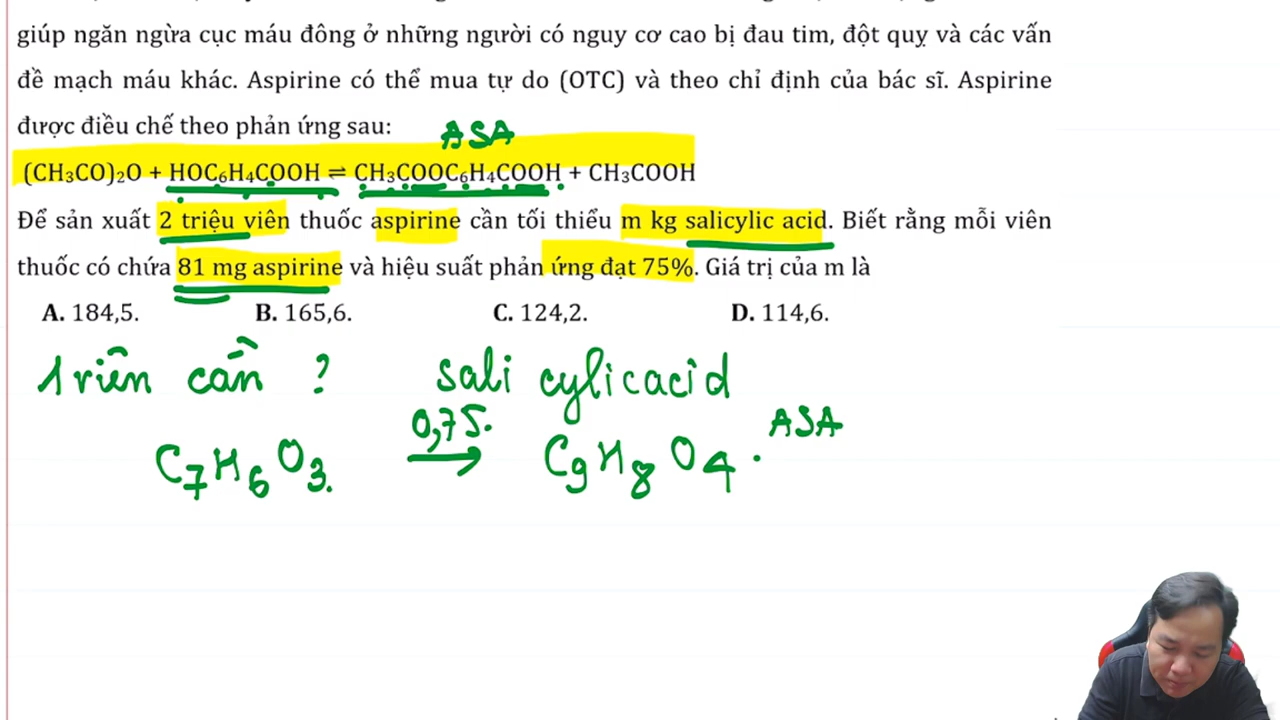 giúp ngăn ngừa cục máu đông ở những người có nguy cơ cao bị đau tim, đột quỵ và các vấn
đề mạch máu khác. Aspirine có thể mua tự do (OTC) và theo chỉ định của bác sĩ. Aspirine
được điều chế theo phản ứng sau:
ASA
(CH₃CO)₂O + HOC₆H₄COOH ⇌ CH₃COOC₆H₄COOH + CH₃COOH
Để sản xuất 2 triệu viên thuốc aspirine cần tối thiểu m kg salicylic acid. Biết rằng mỗi viên
thuốc có chứa 81 mg aspirine và hiệu suất phản ứng đạt 75%. Giá trị của m là
A. 184,5. B. 165,6. C. 124,2. D. 114,6.
1 viên cần ? sali cylicacid
0,75. ASA
C₇H₆O₃. → C₉H₈O₄.